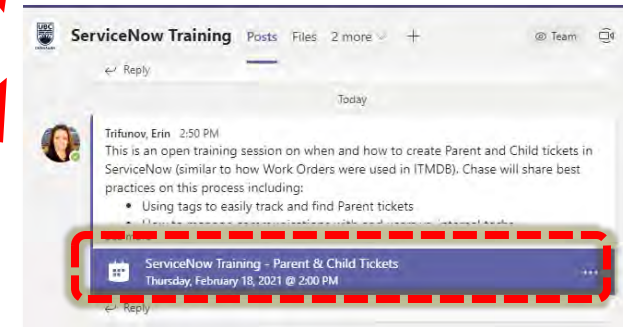 UBC
ServiceNow Training Posts Files 2 more + Team
Reply
Today
Trifunov, Erin 2:50 PM
This is an open training session on when and how to create Parent and Child tickets in
ServiceNow (similar to how Work Orders were used in ITMDB). Chase will share best
practices on this process including:
• Using tags to easily track and find Parent tickets
ServiceNow Training - Parent & Child Tickets
Thursday, February 18, 2021 @ 2:00 PM
Reply